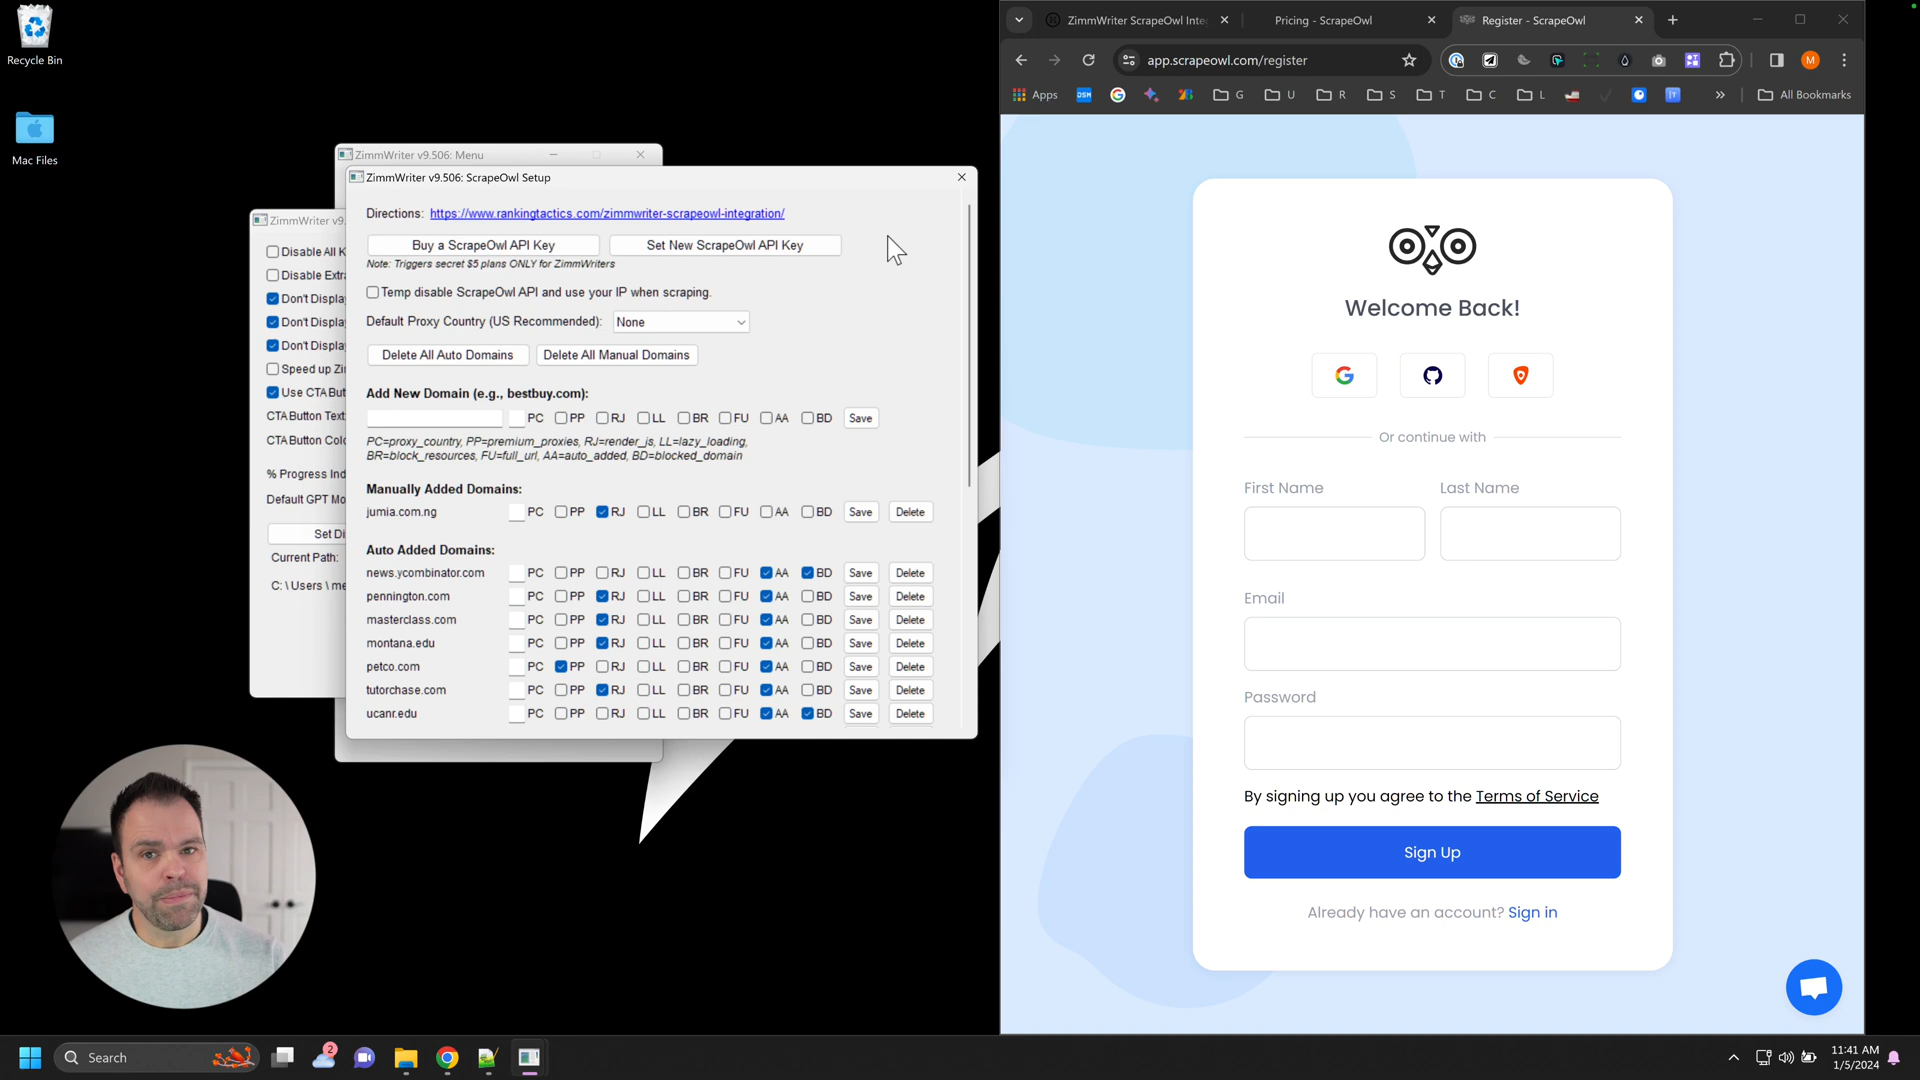 Recycle Bin
Mac Files
ZimmWriter v9.506: Menu
ZimmWriter v9.
Disable All K
Disable Extra
Don't Display
Don't Display
Don't Display
Speed up Zi
Use CTA But
CTA Button Text:
CTA Button Colo
% Progress Ind
Default GPT Mo
Set Di
Current Path:
C: \ Users \ me
ZimmWriter v9.506: ScrapeOwl Setup
Directions: https://www.rankingtactics.com/zimmwriter-scrapeowl-integration/
Buy a ScrapeOwl API Key Set New ScrapeOwl API Key
Note: Triggers secret $5 plans ONLY for ZimmWriters
Temp disable ScrapeOwl API and use your IP when scraping.
Default Proxy Country (US Recommended): None
Delete All Auto Domains Delete All Manual Domains
Add New Domain (e.g., bestbuy.com):
PC PP RJ LL BR FU AA BD Save
PC=proxy_country, PP=premium_proxies, RJ=render_js, LL=lazy_loading,
BR=block_resources, FU=full_url, AA=auto_added, BD=blocked_domain
Manually Added Domains:
jumia.com.ng PC PP RJ LL BR FU AA BD Save Delete
Auto Added Domains:
news.ycombinator.com PC PP RJ LL BR FU AA BD Save Delete
pennington.com PC PP RJ LL BR FU AA BD Save Delete
masterclass.com PC PP RJ LL BR FU AA BD Save Delete
montana.edu PC PP RJ LL BR FU AA BD Save Delete
petco.com PC PP RJ LL BR FU AA BD Save Delete
tutorchase.com PC PP RJ LL BR FU AA BD Save Delete
ucanr.edu PC PP RJ LL BR FU AA BD Save Delete
ZimmWriter ScrapeOwl Inte Pricing - ScrapeOwl Register - ScrapeOwl
app.scrapeowl.com/register
M
Apps DSM G U R S T C L IT » All Bookmarks
Welcome Back!
Or continue with
First Name Last Name
Email
Password
By signing up you agree to the Terms of Service
Sign Up
Already have an account? Sign in
Search
2
11:41 AM
1/5/2024